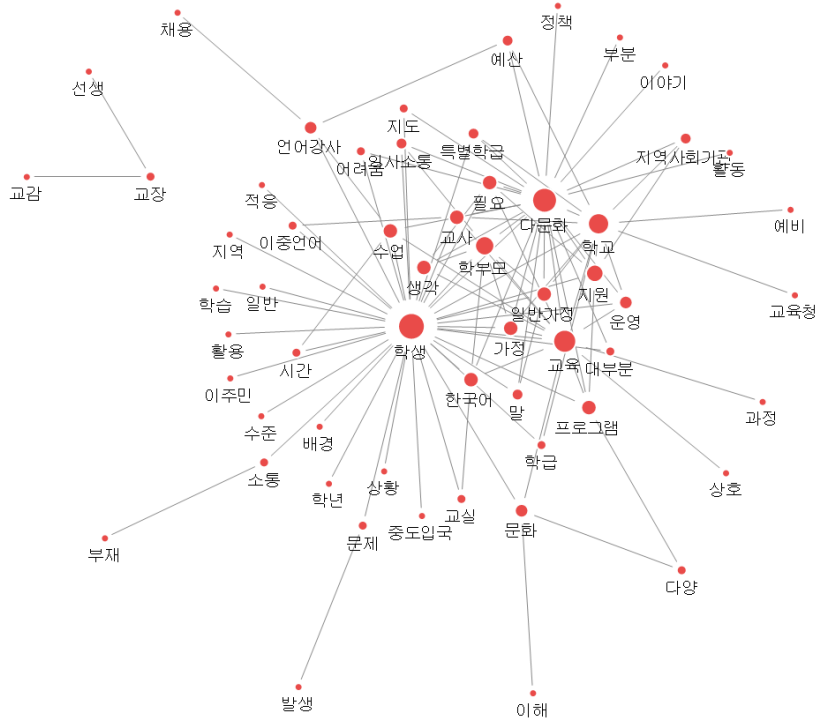 정책
채용
부분
예산
이야기
선생
지도
언어강사
특별학급
지역사회기관
의사소통
어려움
활동
교감
교장
적응
필요
예비
다문화
교사
이중언어
학교
지역
수업
학부모
생각
지원
학습
일반
교육청
일반가정
운영
활용
학생
가정
시간
교육
대부분
이주민
한국어
말
과정
수준
프로그램
배경
학급
소통
상황
상호
학년
교실
중도입국
문화
문제
부재
다양
발생
이해